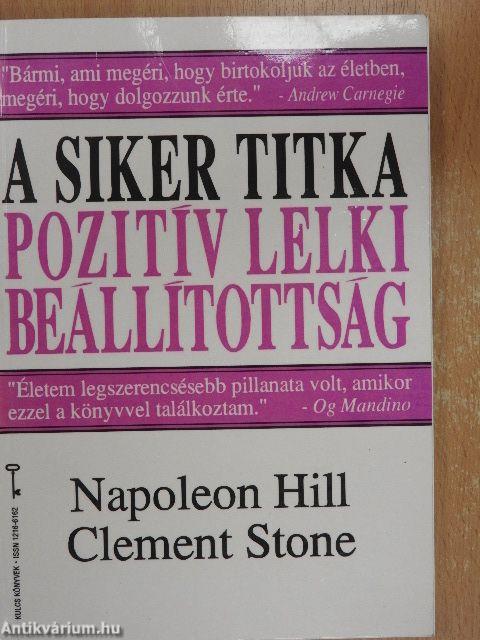 "Bármi, ami megéri, hogy birtokoljuk az életben,
megéri, hogy dolgozzunk érte." - Andrew Carnegie
A SIKER TITKA
POZITÍV LELKI
BEÁLLÍTOTTSÁG
"Életem legszerencsésebb pillanata volt, amikor
ezzel a könyvvel találkoztam." - Og Mandino
Napoleon Hill
Clement Stone
KULCS KÖNYVEK • ISSN 1216-6162
Antikvárium.hu